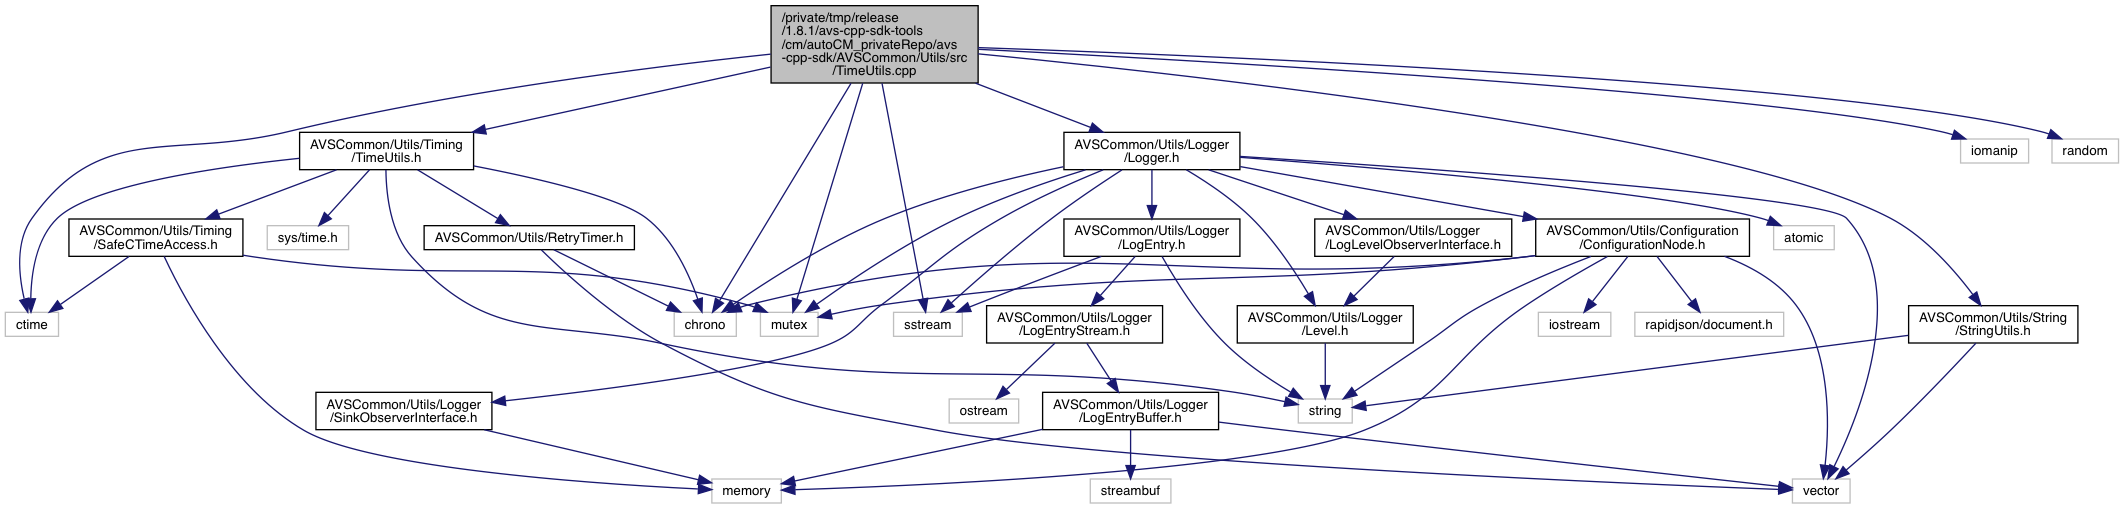 /private/tmp/release
/1.8.1/avs-cpp-sdk-tools
/cm/autoCM_privateRepo/avs
-cpp-sdk/AVSCommon/Utils/src
/TimeUtils.cpp
AVSCommon/Utils/Timing
/TimeUtils.h
AVSCommon/Utils/Logger
/Logger.h
iomanip
random
AVSCommon/Utils/Timing
/SafeCTimeAccess.h
sys/time.h
AVSCommon/Utils/RetryTimer.h
AVSCommon/Utils/Logger
/LogEntry.h
AVSCommon/Utils/Logger
/LogLevelObserverInterface.h
AVSCommon/Utils/Configuration
/ConfigurationNode.h
atomic
ctime
chrono
mutex
sstream
AVSCommon/Utils/Logger
/LogEntryStream.h
AVSCommon/Utils/Logger
/Level.h
iostream
rapidjson/document.h
AVSCommon/Utils/String
/StringUtils.h
AVSCommon/Utils/Logger
/SinkObserverInterface.h
ostream
AVSCommon/Utils/Logger
/LogEntryBuffer.h
string
memory
streambuf
vector